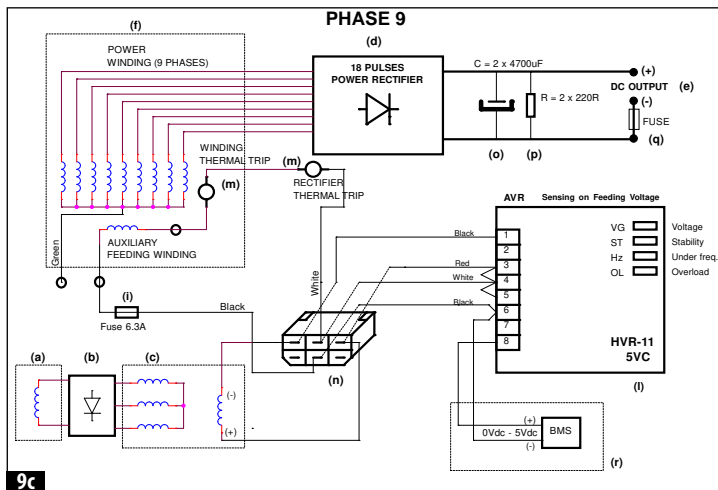 PHASE 9
(f)
POWER
WINDING (9 PHASES)
(d)
18 PULSES
POWER RECTIFIER
C = 2 x 4700uF
(+)
DC OUTPUT
(e)
(-)
R = 2 x 220R
FUSE
(o)
(p)
(q)
WINDING
THERMAL TRIP
(m)
(m)
RECTIFIER
THERMAL TRIP
AUXILIARY
FEEDING WINDING
Green
White
AVR
Sensing on Feeding Voltage
Black
1
2
Red
3
White
4
5
Black
6
7
8
VG
Voltage
ST
Stability
Hz
Under freq.
OL
Overload
HVR-11
5VC
(l)
(i)
Fuse 6.3A
Black
(n)
(a)
(b)
(c)
(-)
(+)
(+)
0Vdc - 5Vdc
(-)
BMS
(r)
9c